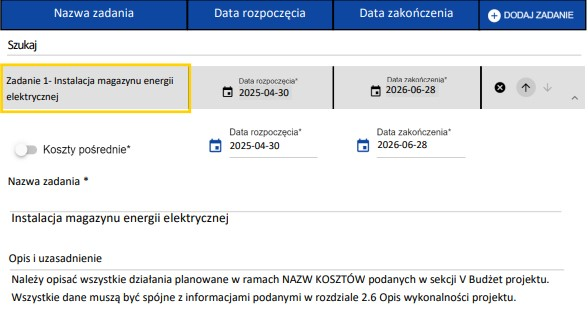 Nazwa zadania Data rozpoczęcia Data zakończenia DODAJ ZADANIE
Szukaj
Zadanie 1- Instalacja magazynu energii
elektrycznej
Data rozpoczęcia*
2025-04-30
Data zakończenia*
2026-06-28
Koszty pośrednie*
Data rozpoczęcia*
2025-04-30
Data zakończenia*
2026-06-28
Nazwa zadania *
Instalacja magazynu energii elektrycznej
Opis i uzasadnienie
Należy opisać wszystkie działania planowane w ramach NAZW KOSZTÓW podanych w sekcji V Budżet projektu.
Wszystkie dane muszą być spójne z informacjami podanymi w rozdziale 2.6 Opis wykonalności projektu.